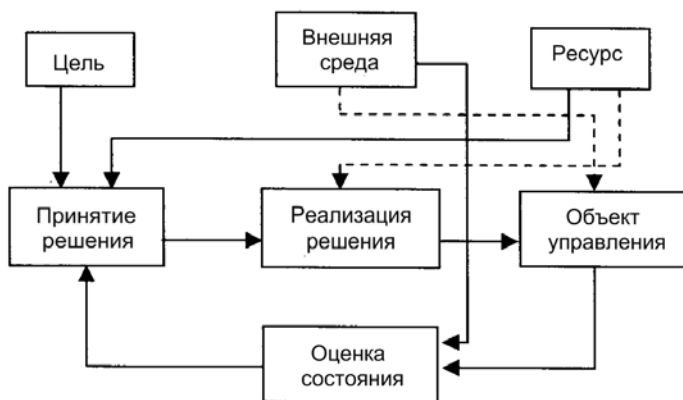 Цель
Внешняя
среда
Ресурс
Принятие
решения
Реализация
решения
Объект
управления
Оценка
состояния